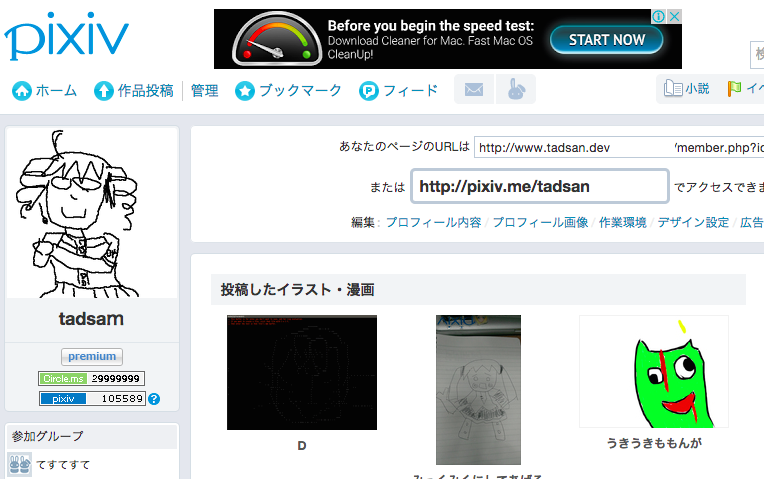 pixiv
Before you begin the speed test:
Download Cleaner for Mac. Fast Mac OS
CleanUp!
START NOW
検
ホーム
作品投稿
管理
ブックマーク
フィード
小説
イベ
あなたのページのURLは
http://www.tadsan.dev
/member.php?id
または
http://pixiv.me/tadsan
でアクセスできま
編集: プロフィール内容 / プロフィール画像 / 作業環境 / デザイン設定 / 広告
tadsam
premium
Circle.ms 29999999
pixiv 105589 ?
参加グループ
てすてすて
投稿したイラスト・漫画
D
うきうきももんが